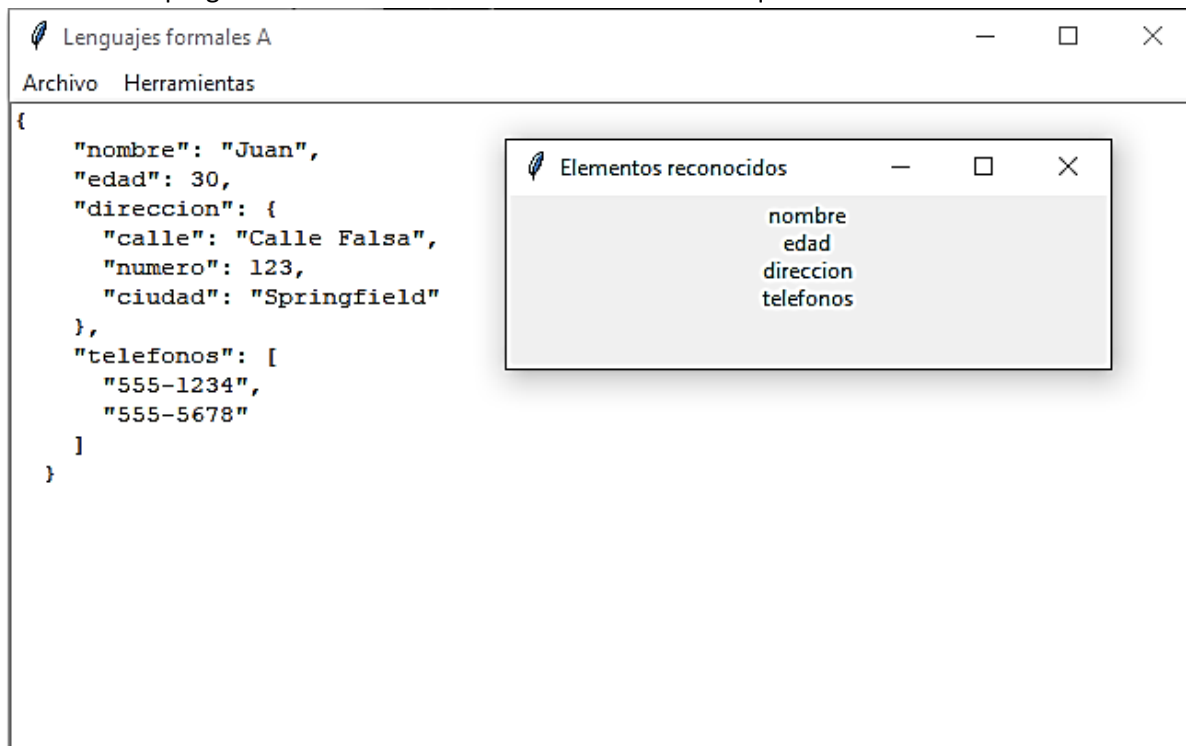 Lenguajes formales A
Archivo Herramientas
{
"nombre": "Juan",
"edad": 30,
"direccion": {
"calle": "Calle Falsa",
"numero": 123,
"ciudad": "Springfield"
},
"telefonos": [
"555-1234",
"555-5678"
]
}
Elementos reconocidos
nombre
edad
direccion
telefonos